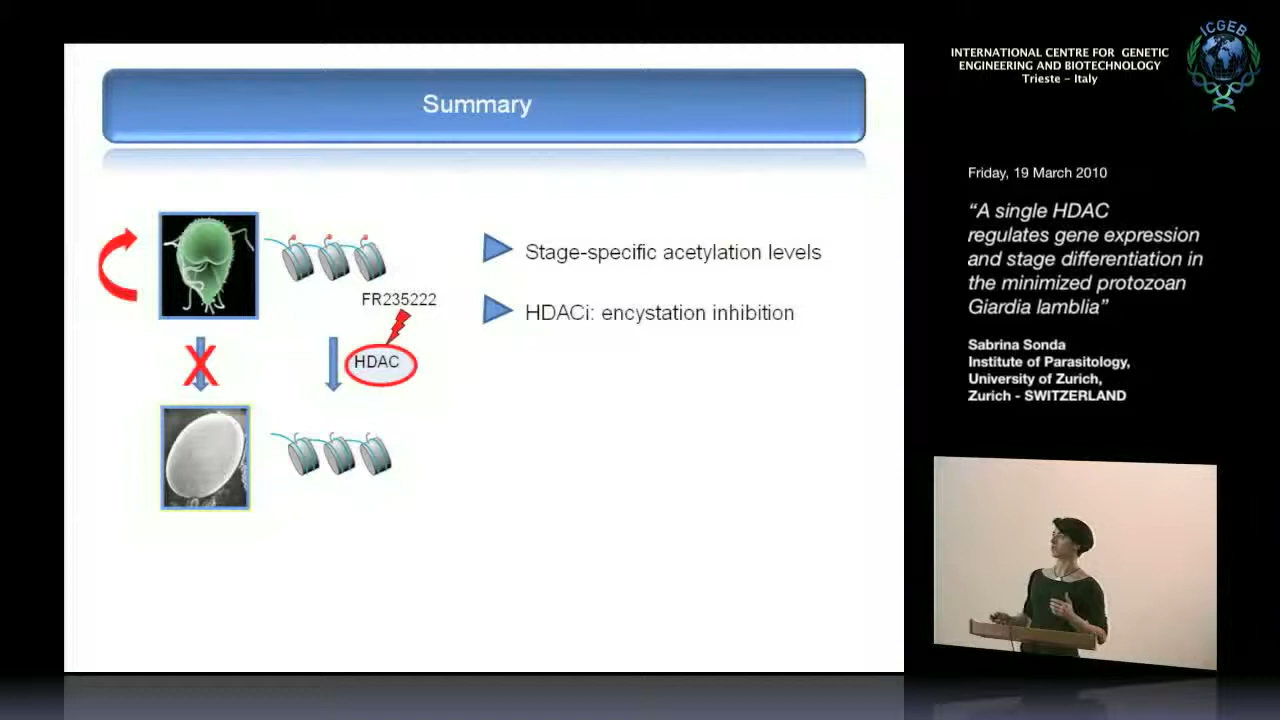 Summary
Stage-specific acetylation levels
FR235222
HDACi: encystation inhibition
HDAC
X
INTERNATIONAL CENTRE FOR GENETIC
ENGINEERING AND BIOTECHNOLOGY
Trieste – Italy
ICGEB
Friday, 19 March 2010
“A single HDAC
regulates gene expression
and stage differentiation in
the minimized protozoan
Giardia lamblia”
Sabrina Sonda
Institute of Parasitology,
University of Zurich,
Zurich - SWITZERLAND